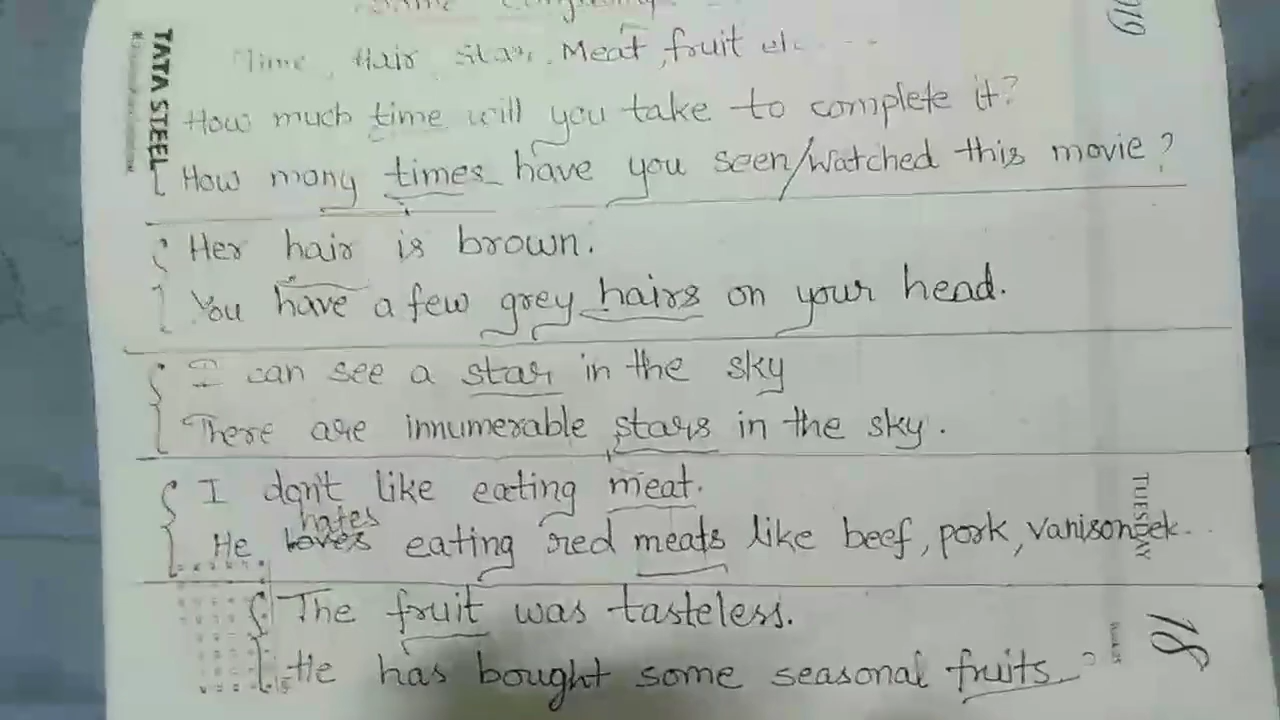 Time, Hair, Star, Meat, fruit
How much time will you take to complete it?
How many times have you seen/watched this movie?
Her hair is brown.
You have a few grey hairs on your head.
I can see a star in the sky
There are innumerable stars in the sky.
I don't like eating meat.
hates
He loves eating red meats like beef, pork, vanison
The fruit was tasteless.
He has bought some seasonal fruits
TATA STEEL
TUESDAY
18